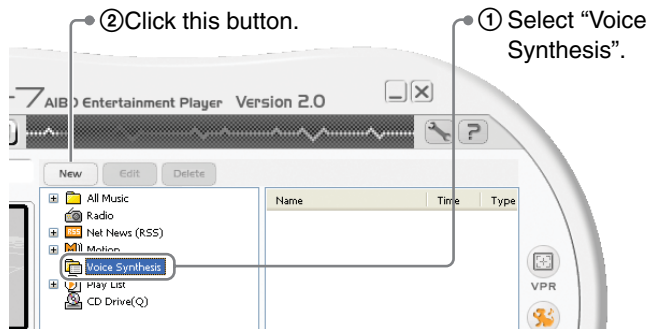 ②Click this button.
① Select “Voice
Synthesis”.
AIBO Entertainment Player Version 2.0
New Edit Delete
All Music
Radio
RSS Net News (RSS)
Motion
Voice Synthesis
Play List
CD Drive(Q)
Name Time Type
VPR